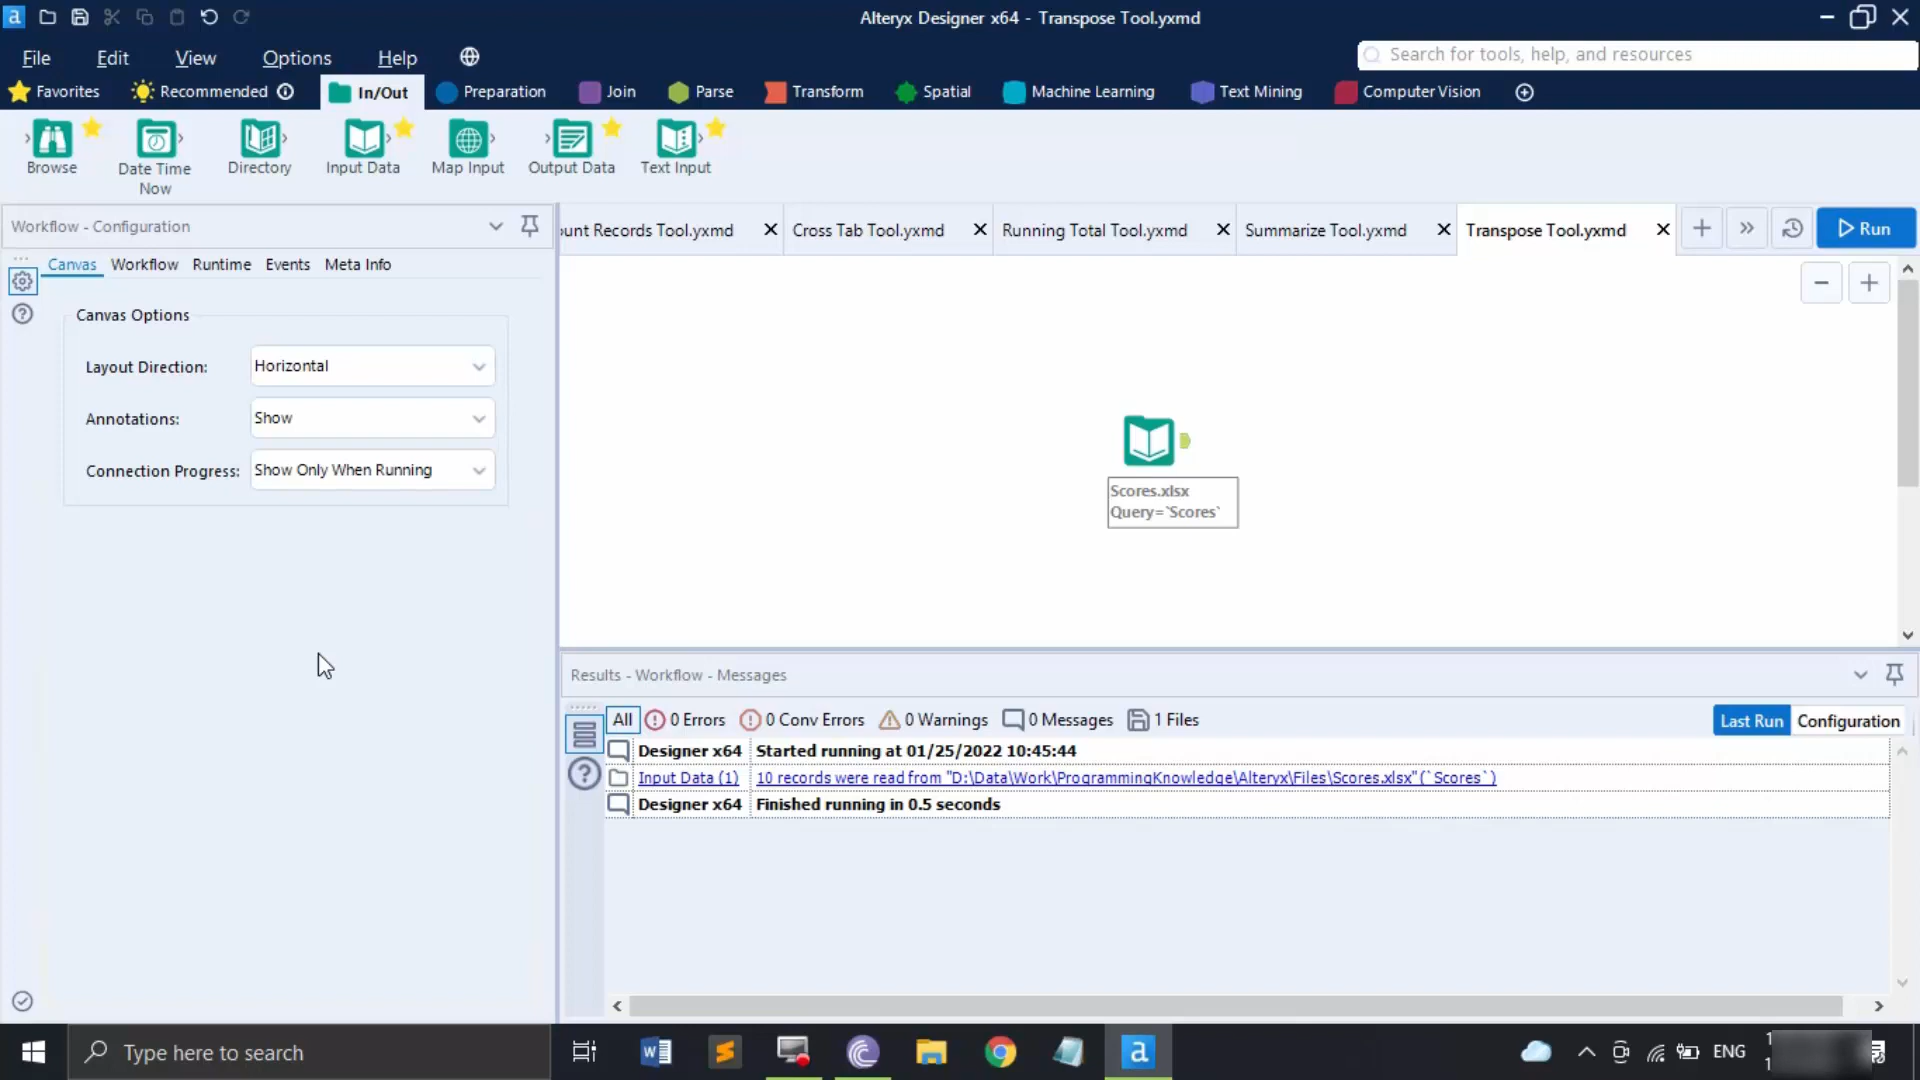 Alteryx Designer x64 - Transpose Tool.yxmd
File Edit View Options Help
Search for tools, help, and resources
Favorites Recommended In/Out Preparation Join Parse Transform Spatial Machine Learning Text Mining Computer Vision
Browse Date Time Now Directory Input Data Map Input Output Data Text Input
Workflow - Configuration
ount Records Tool.yxmd Cross Tab Tool.yxmd Running Total Tool.yxmd Summarize Tool.yxmd Transpose Tool.yxmd Run
Canvas Workflow Runtime Events Meta Info
Canvas Options
Layout Direction: Horizontal
Annotations: Show
Connection Progress: Show Only When Running
Scores.xlsx
Query=`Scores`
Results - Workflow - Messages
All 0 Errors 0 Conv Errors 0 Warnings 0 Messages 1 Files Last Run Configuration
Designer x64 Started running at 01/25/2022 10:45:44
Input Data (1) 10 records were read from "D:\Data\Work\ProgrammingKnowledge\Alteryx\Files\Scores.xlsx" (`Scores`)
Designer x64 Finished running in 0.5 seconds
Type here to search
ENG